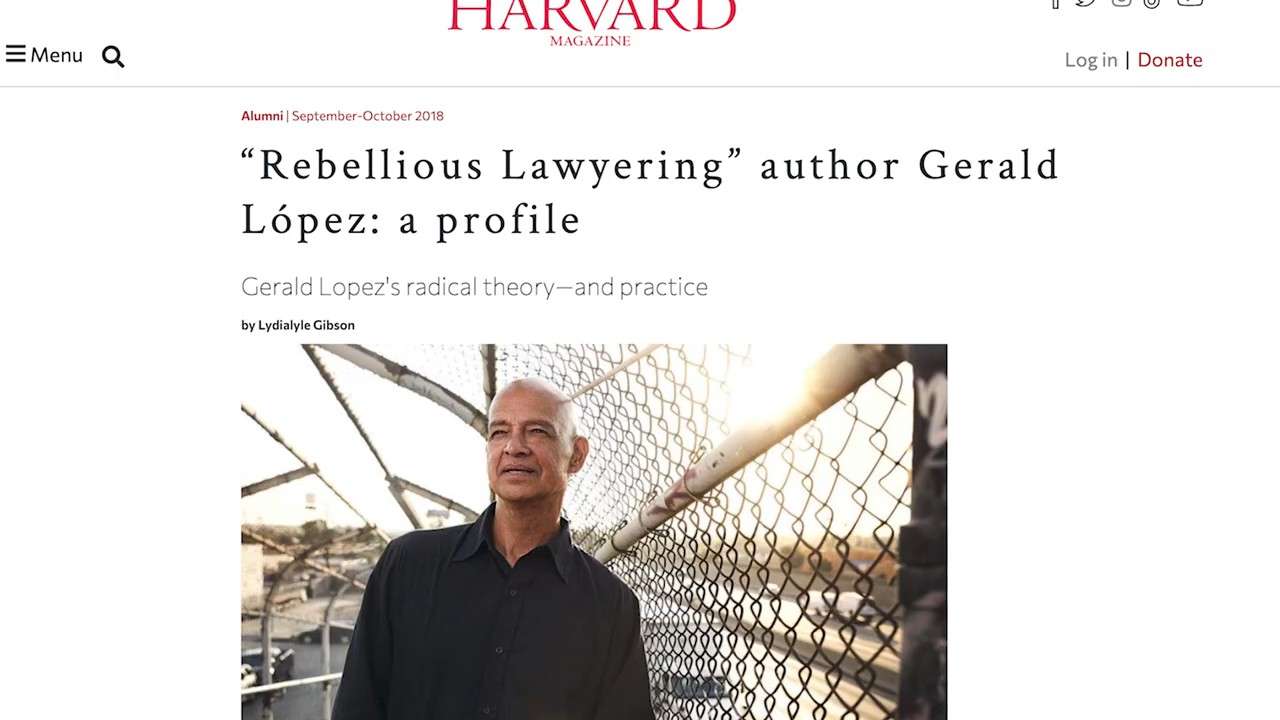 HARVARD
MAGAZINE
Menu
Log in | Donate
Alumni | September-October 2018
“Rebellious Lawyering” author Gerald
López: a profile
Gerald Lopez's radical theory—and practice
by Lydialyle Gibson